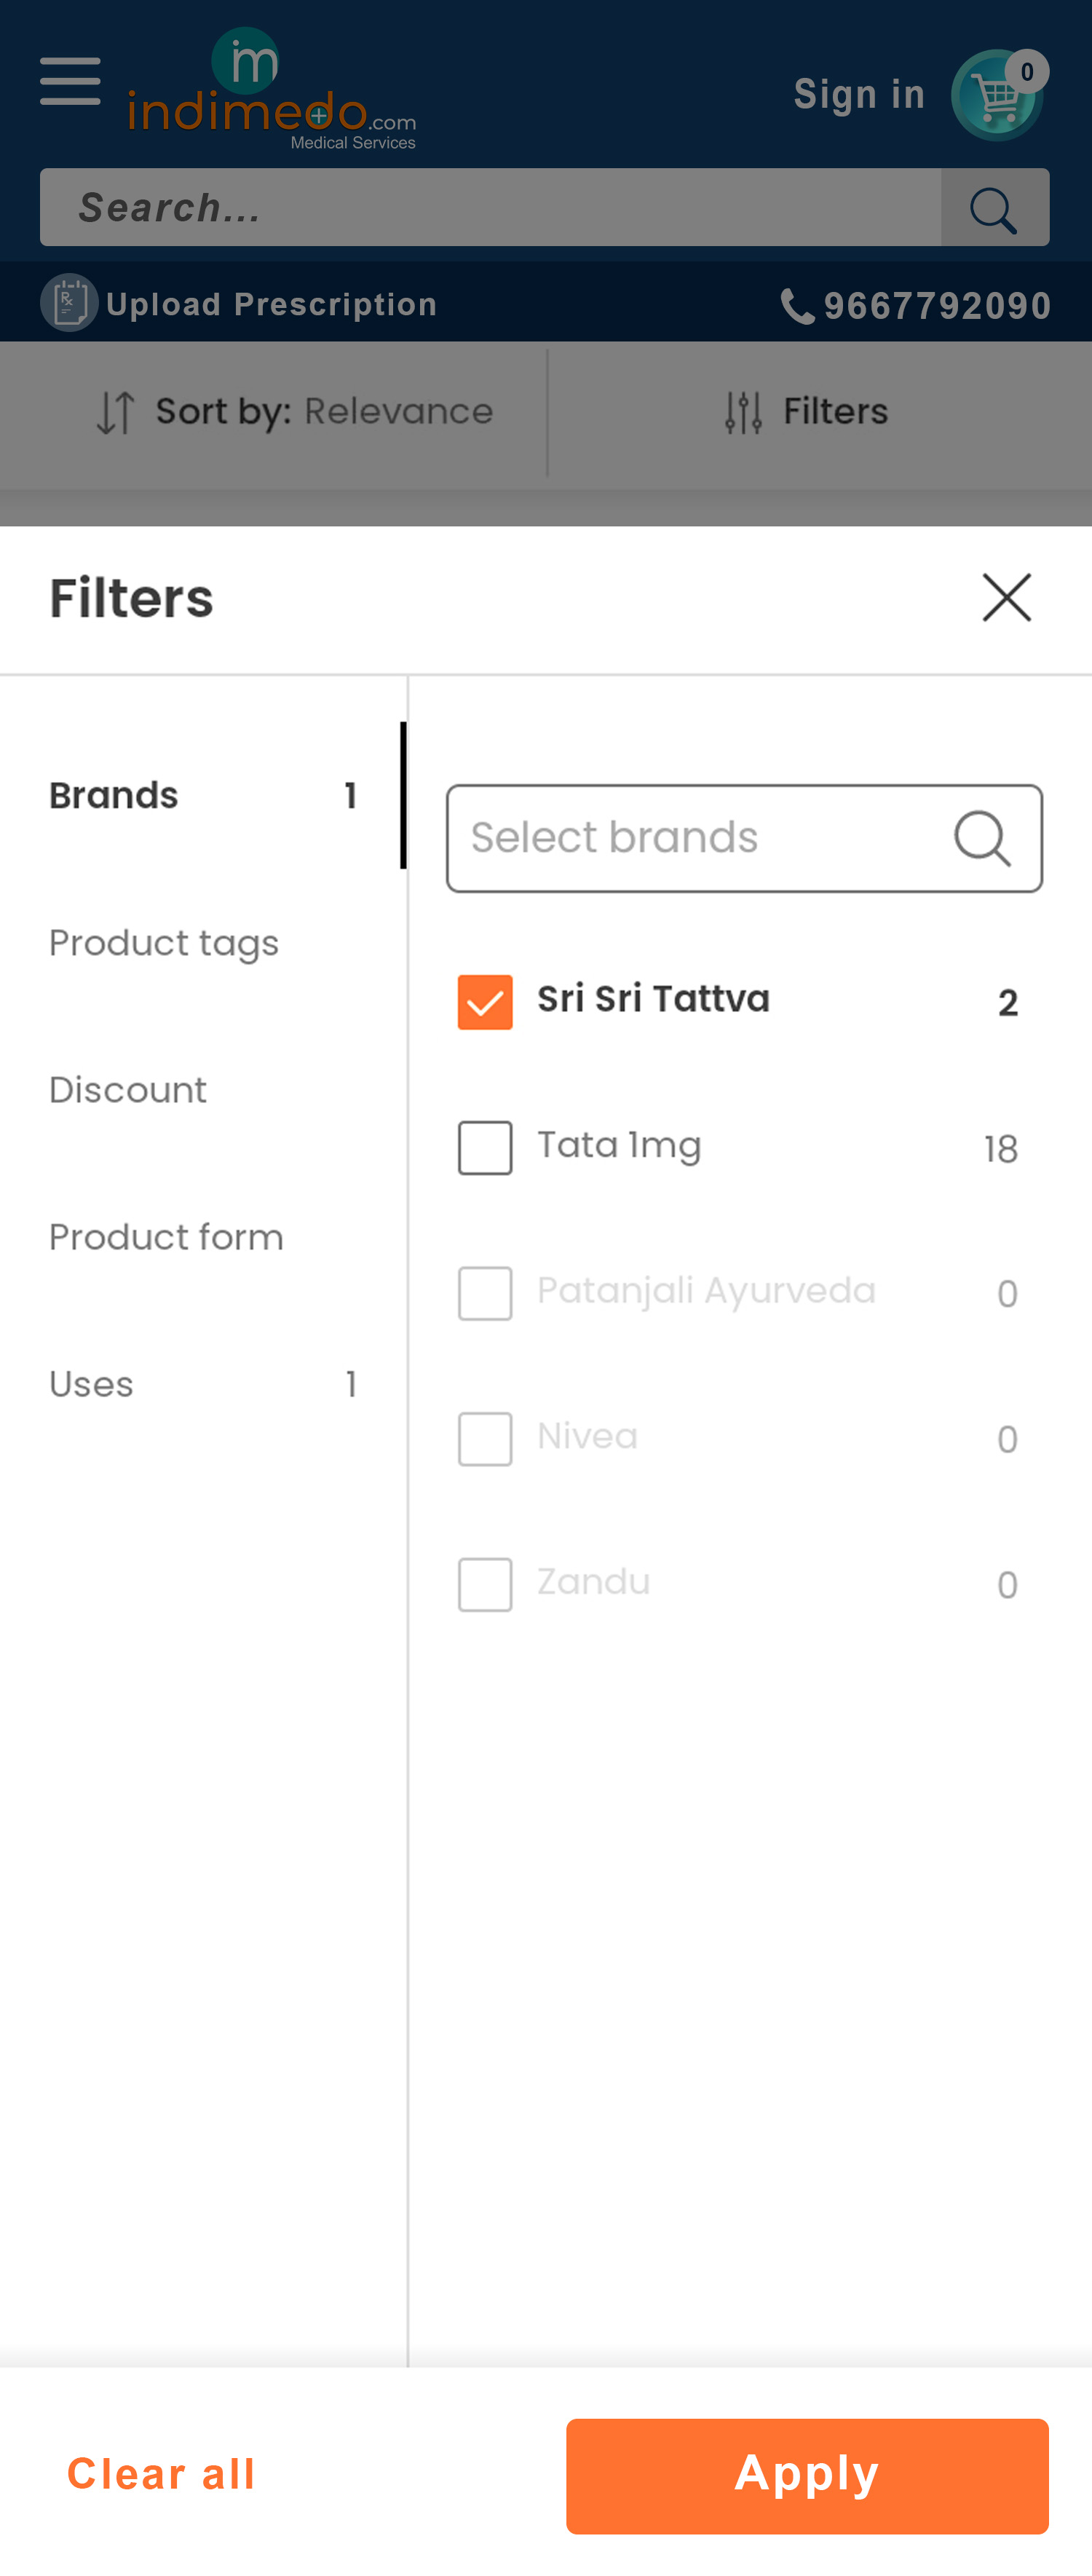 im
indimedo.com
Medical Services
Sign in
0
Search...
Rx
Upload Prescription
9667792090
Sort by: Relevance
Filters
Filters
Brands 1
Product tags
Discount
Product form
Uses 1
Select brands
Sri Sri Tattva 2
Tata 1mg 18
Patanjali Ayurveda 0
Nivea 0
Zandu 0
Clear all
Apply